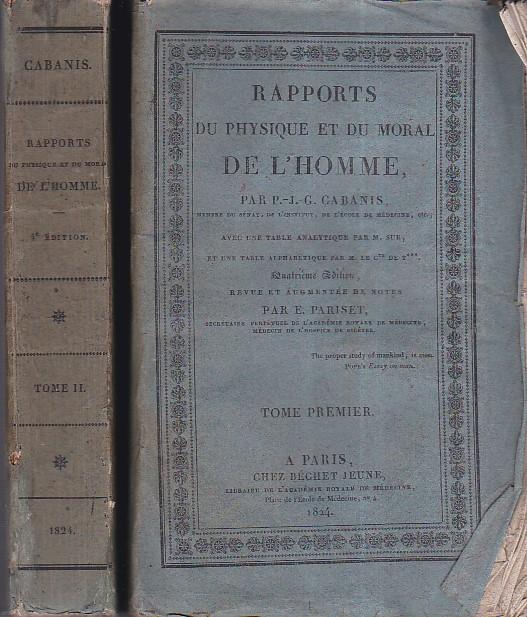 CABANIS.
RAPPORTS
DU PHYSIQUE ET DU MORAL
DE L'HOMME.
4e ÉDITION.
TOME II.
1824.
RAPPORTS
DU PHYSIQUE ET DU MORAL
DE L'HOMME,
PAR P.-J.-G. CABANIS,
MEMBRE DU SÉNAT, DE L'INSTITUT, DE L'ÉCOLE DE MÉDECINE, etc.;
AVEC UNE TABLE ANALYTIQUE PAR M. SUE;
ET UNE TABLE ALPHABÉTIQUE PAR M. LE Cte DE T***.
Quatrième Édition,
REVUE ET AUGMENTÉE DE NOTES
PAR E. PARISET,
SECRÉTAIRE PERPÉTUEL DE L'ACADÉMIE ROYALE DE MÉDECINE,
MÉDECIN DE L'HOSPICE DE BICÊTRE.
The proper study of mankind, is man.
POPE'S Essay on man.
TOME PREMIER.
A PARIS,
CHEZ BÉCHET JEUNE,
LIBRAIRE DE L'ACADÉMIE ROYALE DE MÉDECINE,
Place de l'École de Médecine, no 4.
1824.